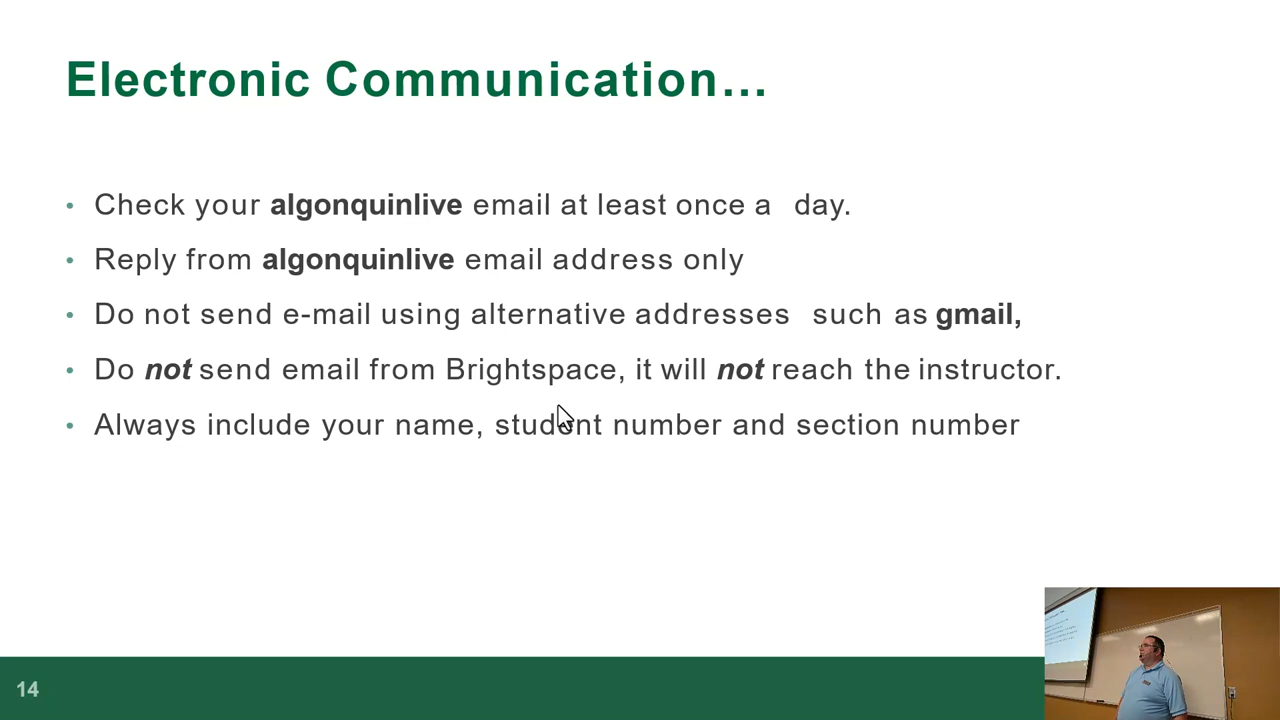 Electronic Communication…
• Check your algonquinlive email at least once a day.
• Reply from algonquinlive email address only
• Do not send e-mail using alternative addresses such as gmail,
• Do not send email from Brightspace, it will not reach the instructor.
• Always include your name, student number and section number
14